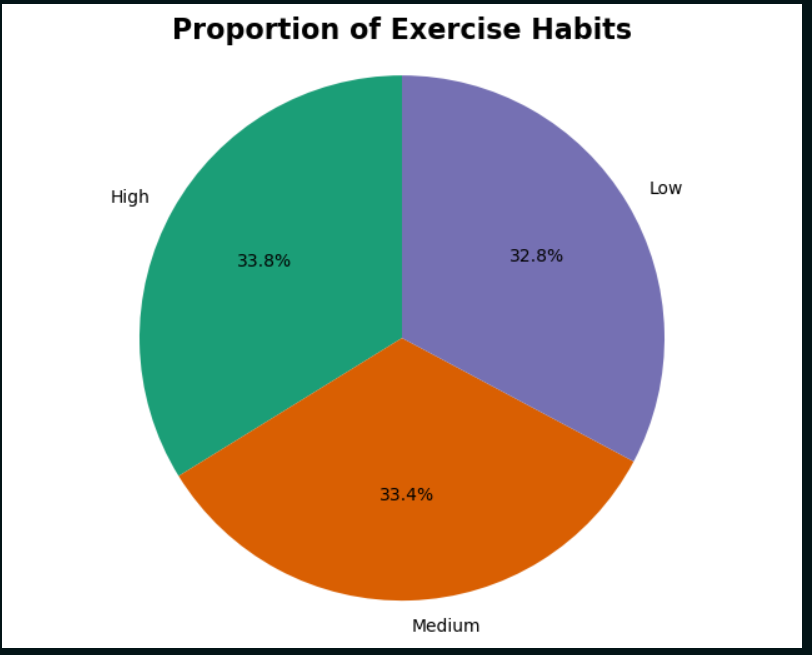 Proportion of Exercise Habits
Low
High
32.8%
33.8%
33.4%
Medium